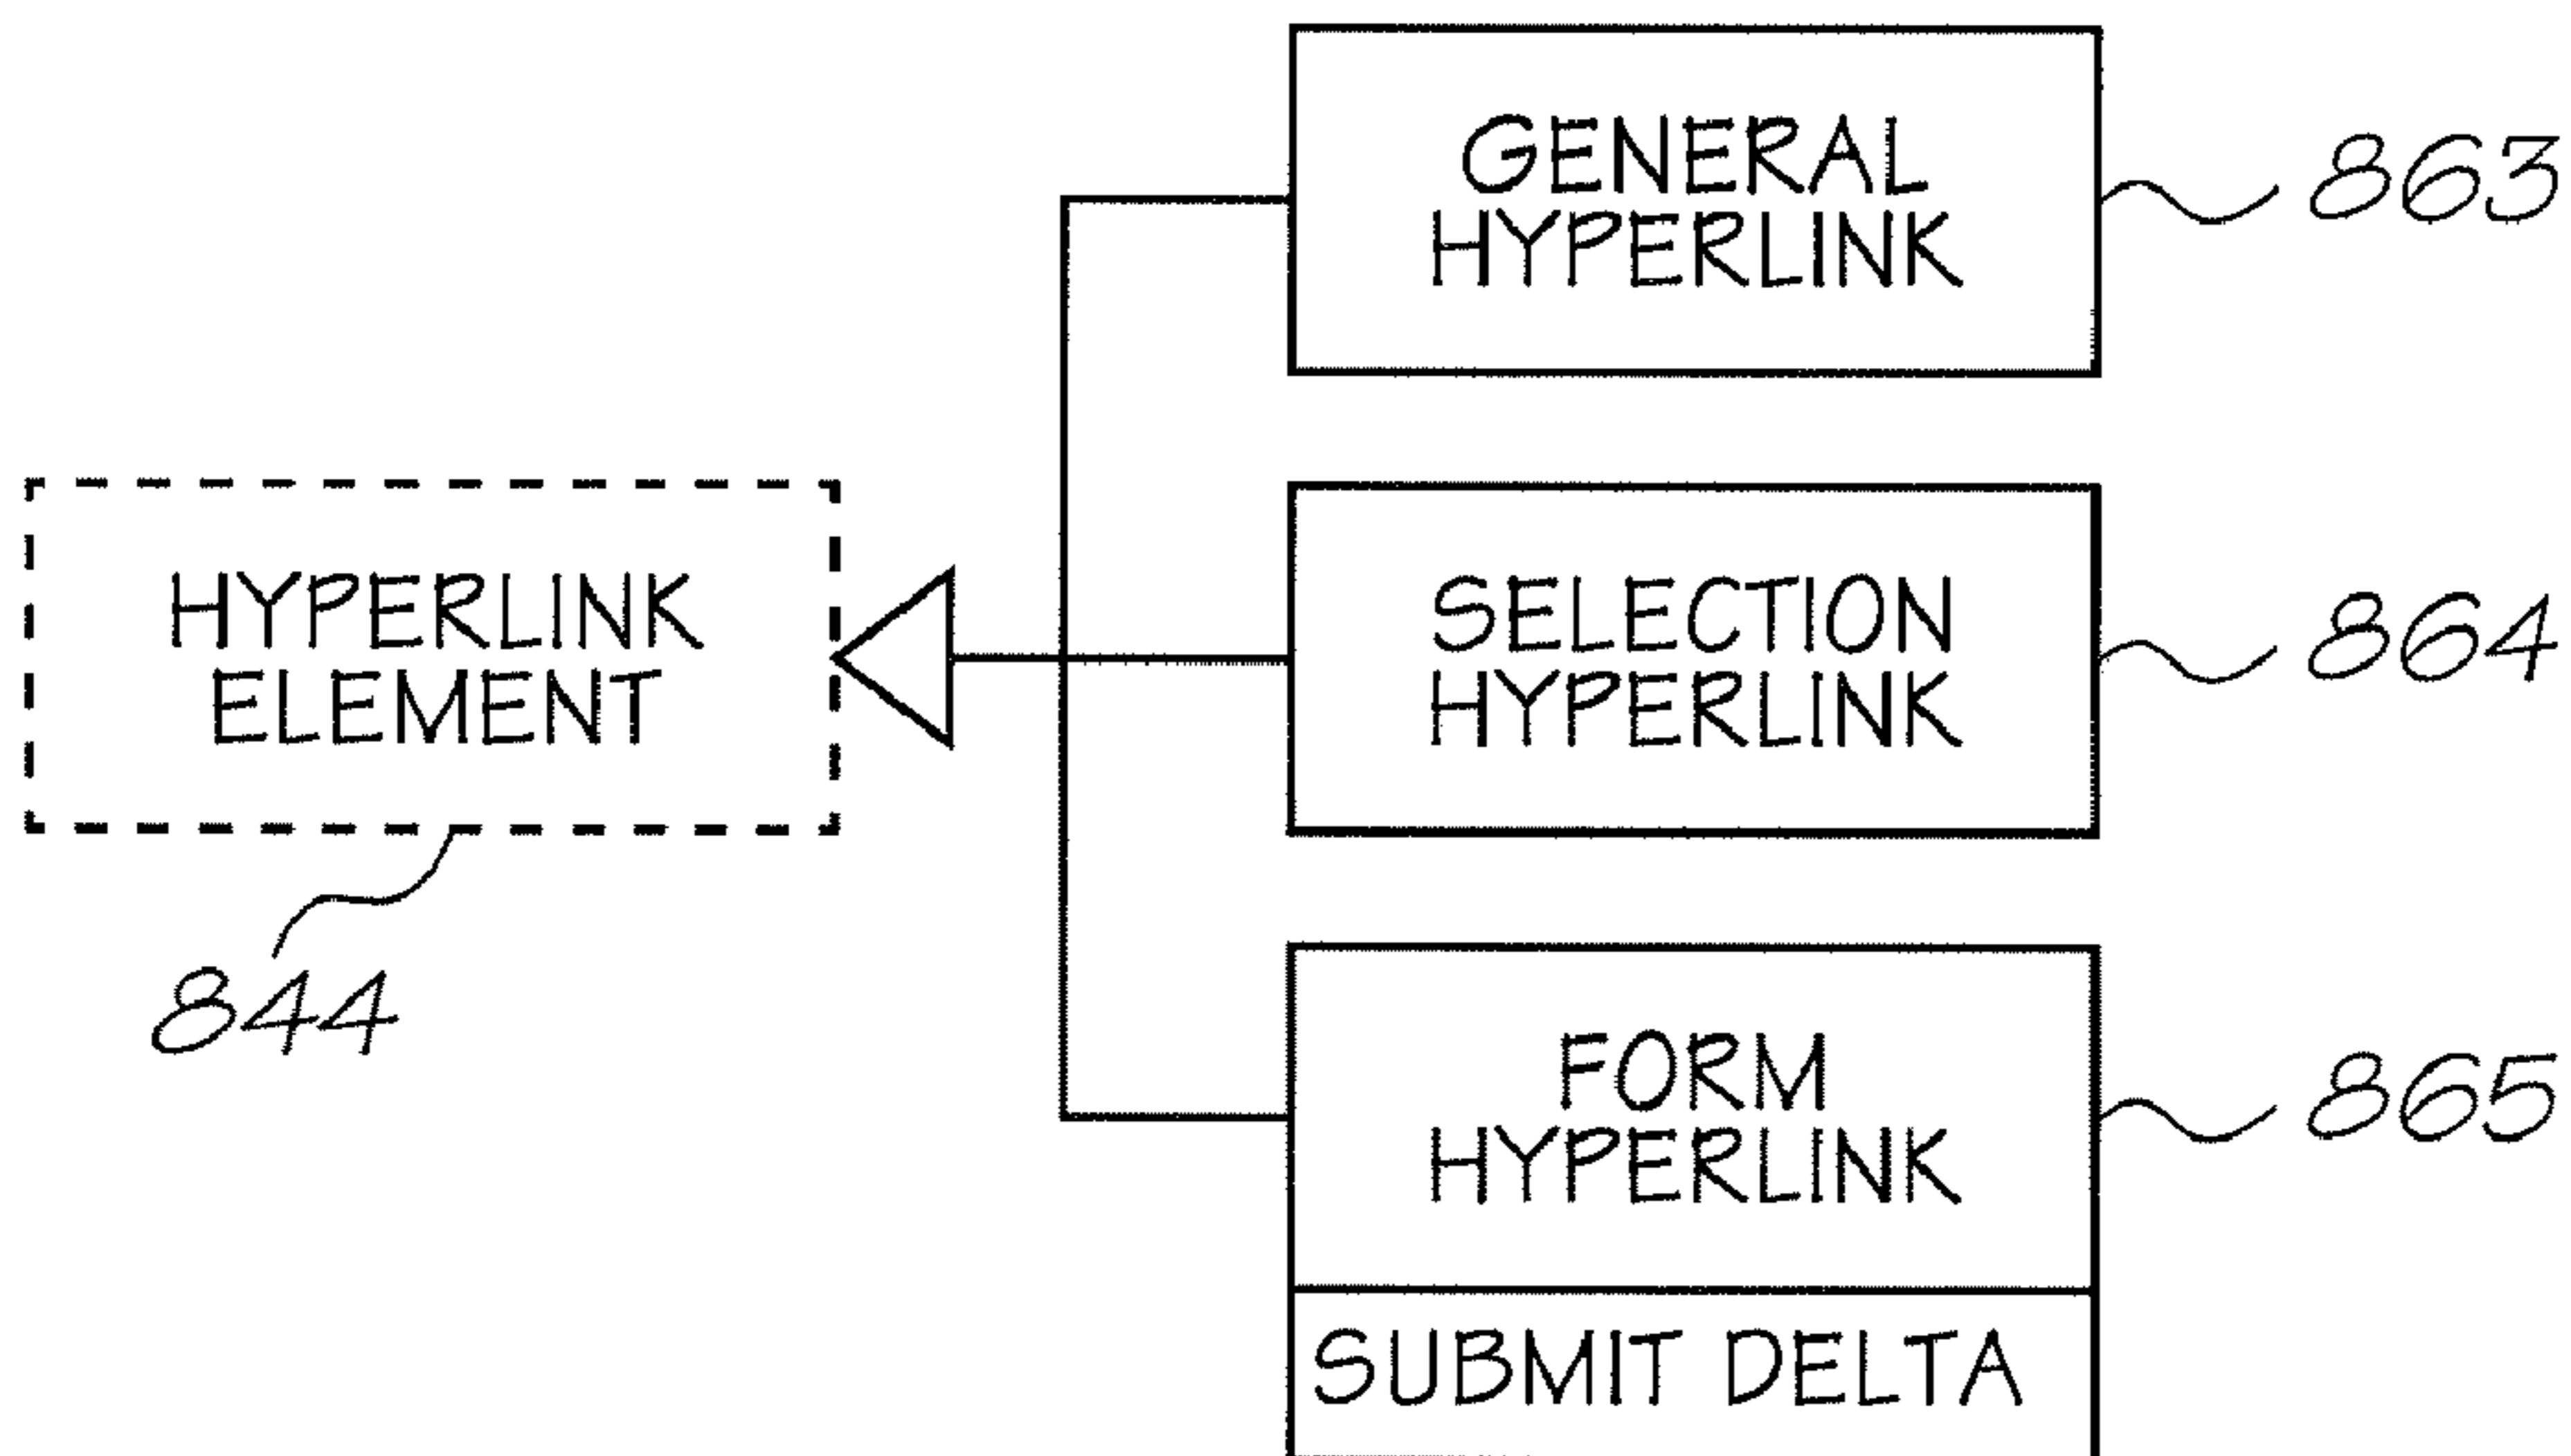 GENERAL
HYPERLINK
863
HYPERLINK
ELEMENT
844
SELECTION
HYPERLINK
864
FORM
HYPERLINK
865
SUBMIT DELTA